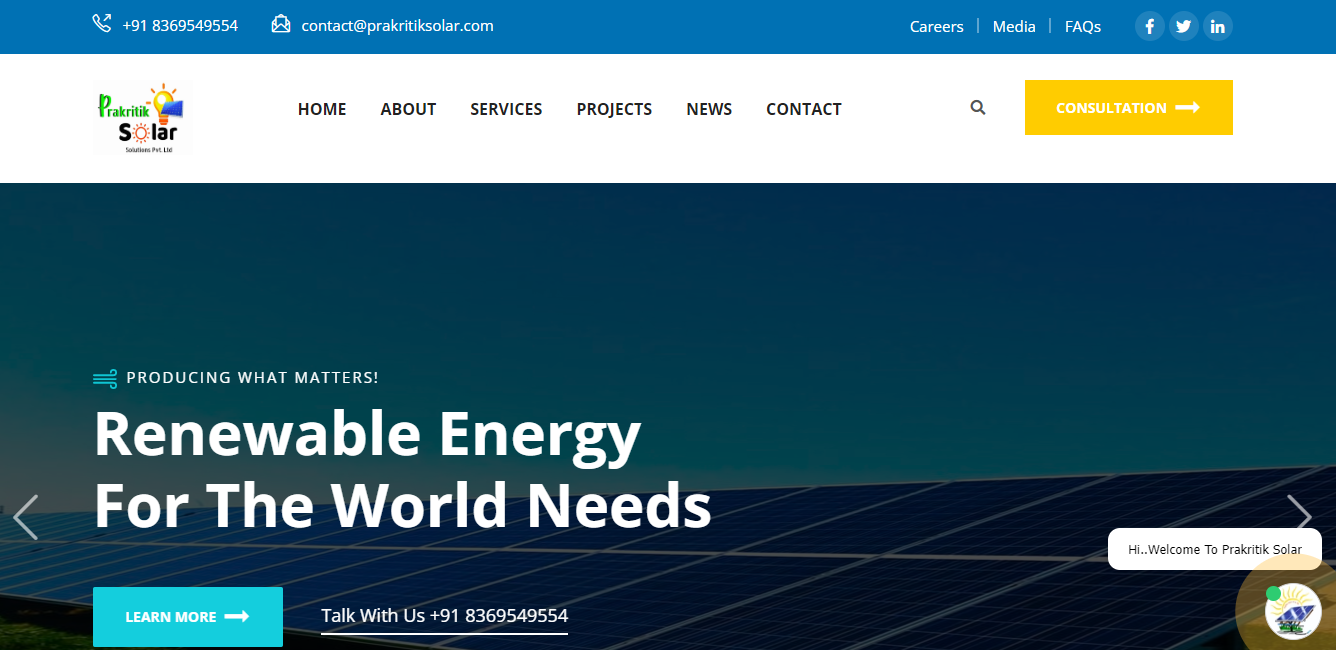 +91 8369549554
contact@prakritiksolar.com
Careers
Media
FAQs
Prakritik
Solar
Solutions Pvt. Ltd
HOME
ABOUT
SERVICES
PROJECTS
NEWS
CONTACT
CONSULTATION
PRODUCING WHAT MATTERS!
Renewable Energy
For The World Needs
Hi..Welcome To Prakritik Solar
LEARN MORE
Talk With Us +91 8369549554